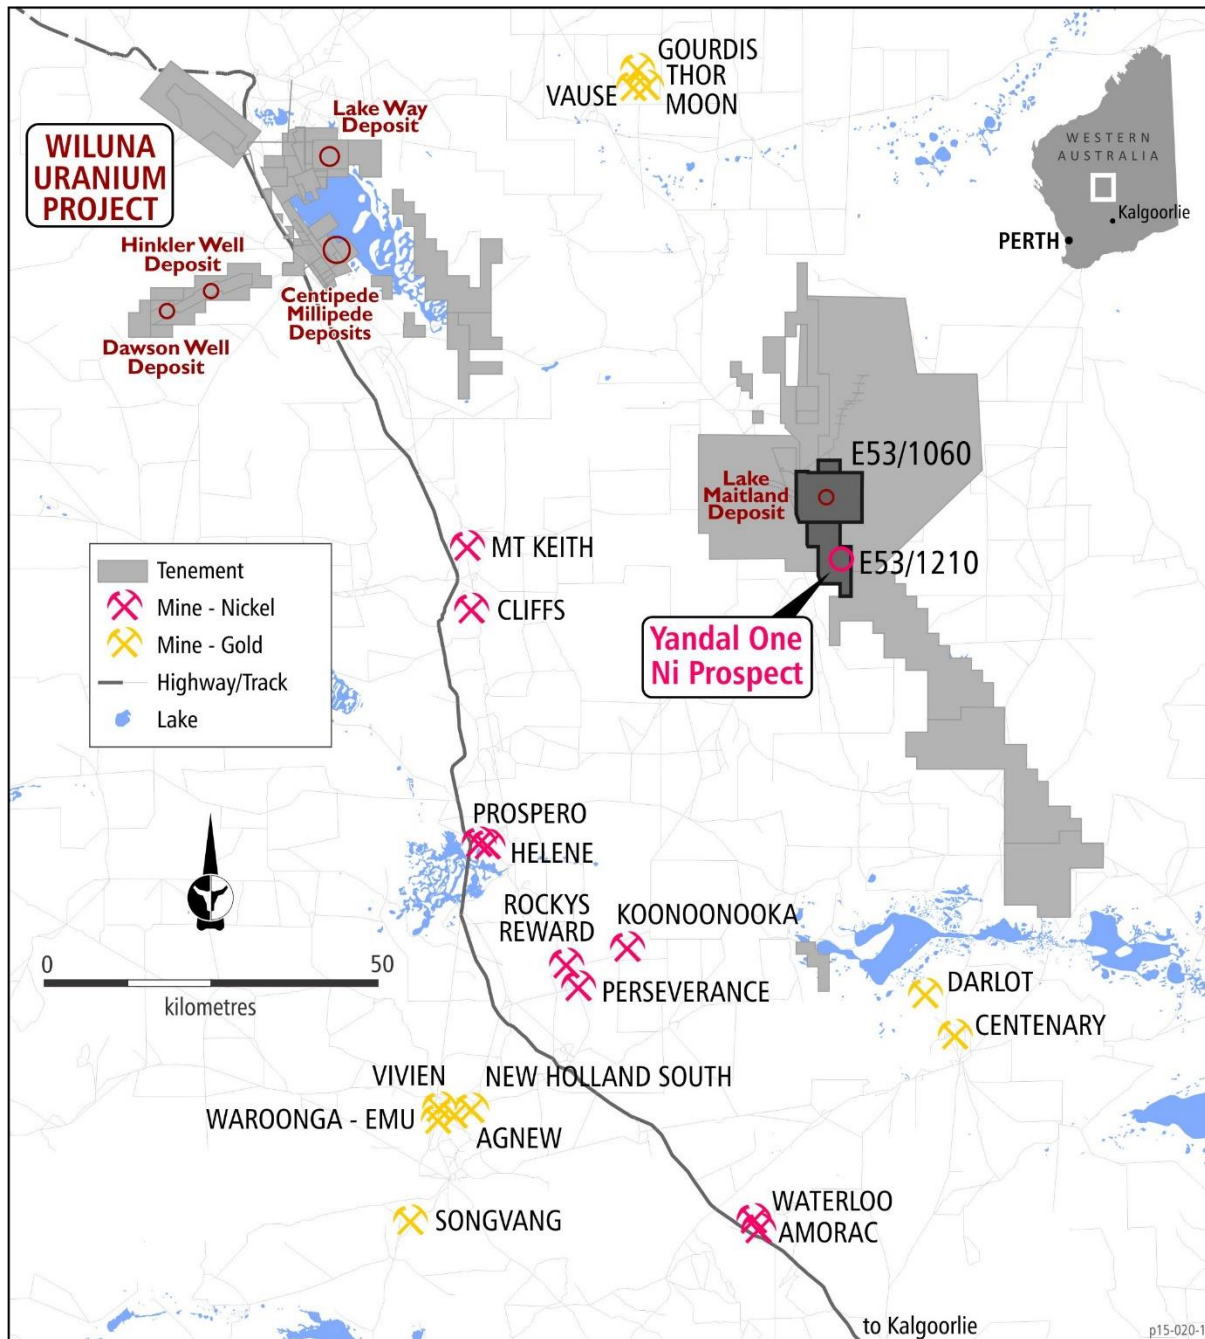 GOURDIS
THOR
VAUSE
MOON
Lake Way
Deposit
WILUNA
URANIUM
PROJECT
WESTERN
AUSTRALIA
Kalgoorlie
PERTH
Hinkler Well
Deposit
Centipede
Millipede
Deposits
Dawson Well
Deposit
E53/1060
Lake
Maitland
Deposit
MT KEITH
E53/1210
CLIFFS
Tenement
Mine - Nickel
Mine - Gold
Highway/Track
Lake
Yandal One
Ni Prospect
PROSPERO
HELENE
ROCKYS
REWARD
KOONOONOOKA
PERSEVERANCE
0 50
kilometres
DARLOT
CENTENARY
VIVIEN
NEW HOLLAND SOUTH
WAROONGA - EMU
AGNEW
SONGVANG
WATERLOO
AMORAC
to Kalgoorlie
p15-020-1